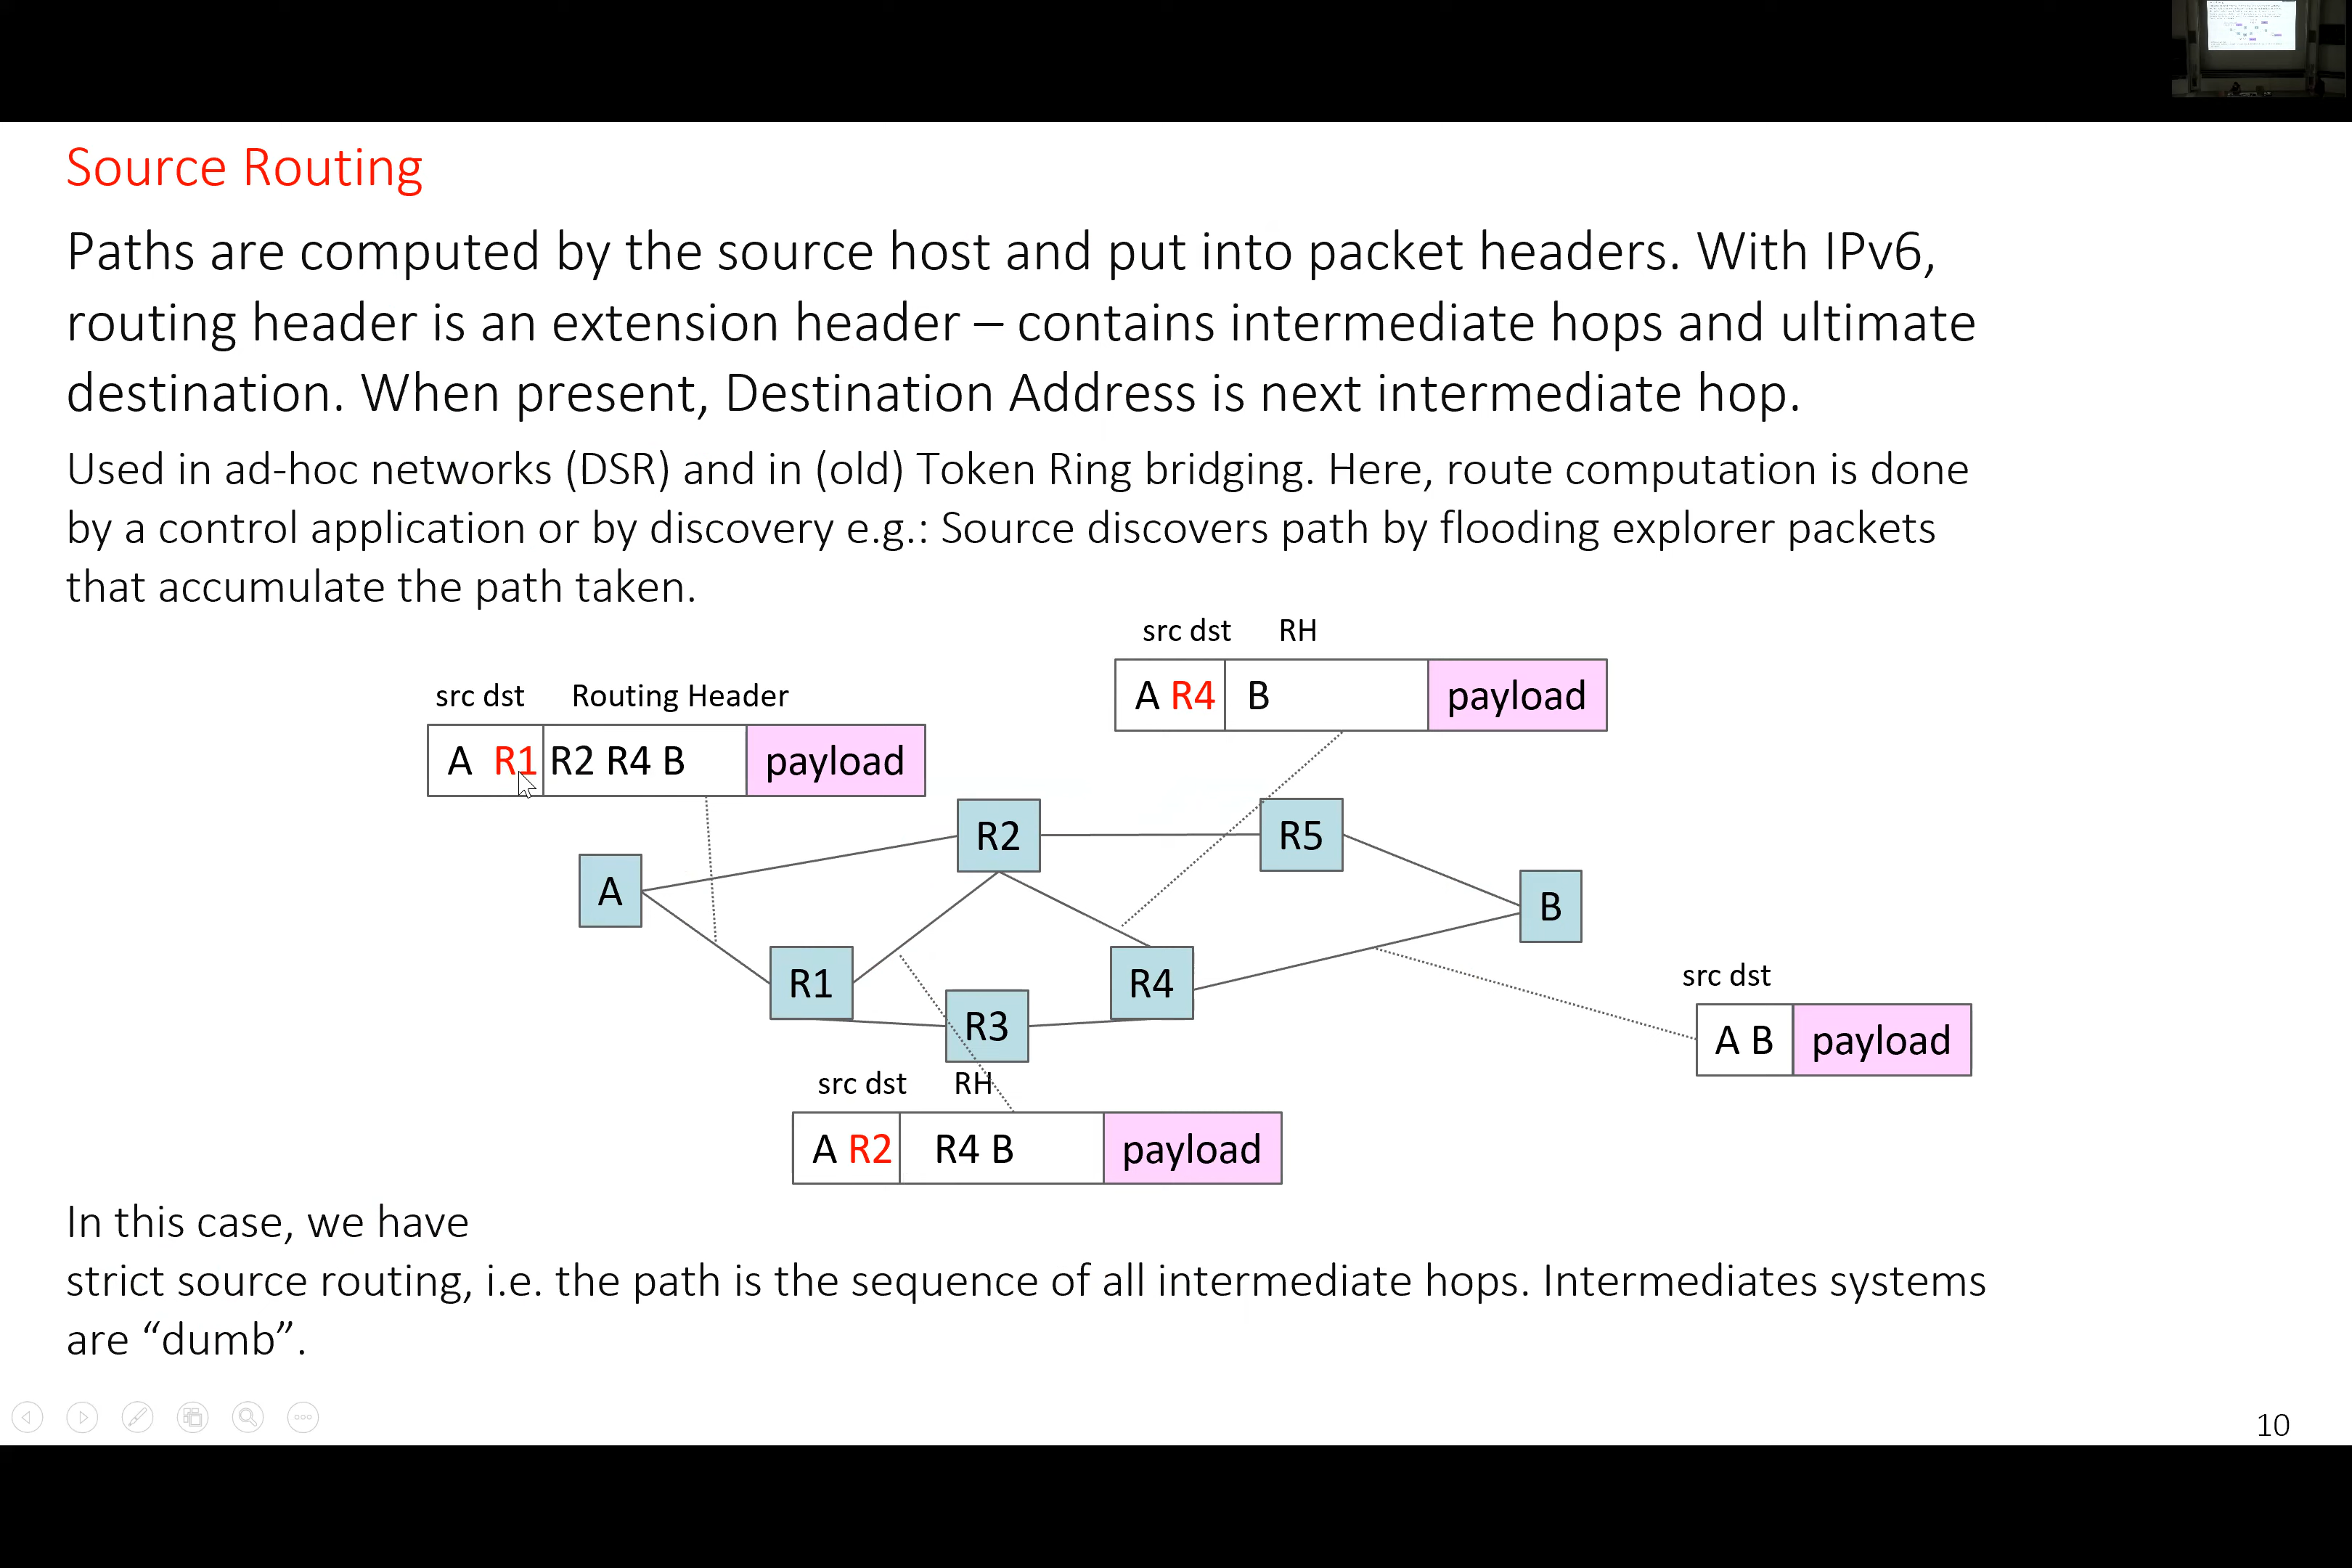 Source Routing
Paths are computed by the source host and put into packet headers. With IPv6,
routing header is an extension header – contains intermediate hops and ultimate
destination. When present, Destination Address is next intermediate hop.
Used in ad-hoc networks (DSR) and in (old) Token Ring bridging. Here, route computation is done
by a control application or by discovery e.g.: Source discovers path by flooding explorer packets
that accumulate the path taken.
src dst RH
A R4 B payload
src dst Routing Header
A R1 R2 R4 B payload
R2 R5
A
B
R1 R4
R3
src dst
A B payload
src dst RH
A R2 R4 B payload
In this case, we have
strict source routing, i.e. the path is the sequence of all intermediate hops. Intermediates systems
are “dumb”.
10